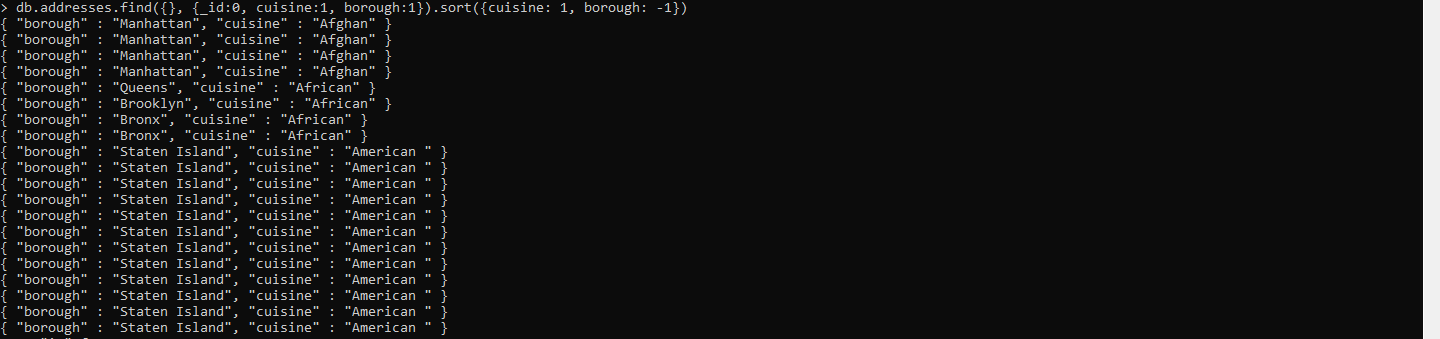 > db.addresses.find({}, {_id:0, cuisine:1, borough:1}).sort({cuisine: 1, borough: -1})
{ "borough" : "Manhattan", "cuisine" : "Afghan" }
{ "borough" : "Manhattan", "cuisine" : "Afghan" }
{ "borough" : "Manhattan", "cuisine" : "Afghan" }
{ "borough" : "Manhattan", "cuisine" : "Afghan" }
{ "borough" : "Queens", "cuisine" : "African" }
{ "borough" : "Brooklyn", "cuisine" : "African" }
{ "borough" : "Bronx", "cuisine" : "African" }
{ "borough" : "Bronx", "cuisine" : "African" }
{ "borough" : "Staten Island", "cuisine" : "American " }
{ "borough" : "Staten Island", "cuisine" : "American " }
{ "borough" : "Staten Island", "cuisine" : "American " }
{ "borough" : "Staten Island", "cuisine" : "American " }
{ "borough" : "Staten Island", "cuisine" : "American " }
{ "borough" : "Staten Island", "cuisine" : "American " }
{ "borough" : "Staten Island", "cuisine" : "American " }
{ "borough" : "Staten Island", "cuisine" : "American " }
{ "borough" : "Staten Island", "cuisine" : "American " }
{ "borough" : "Staten Island", "cuisine" : "American " }
{ "borough" : "Staten Island", "cuisine" : "American " }
{ "borough" : "Staten Island", "cuisine" : "American " }